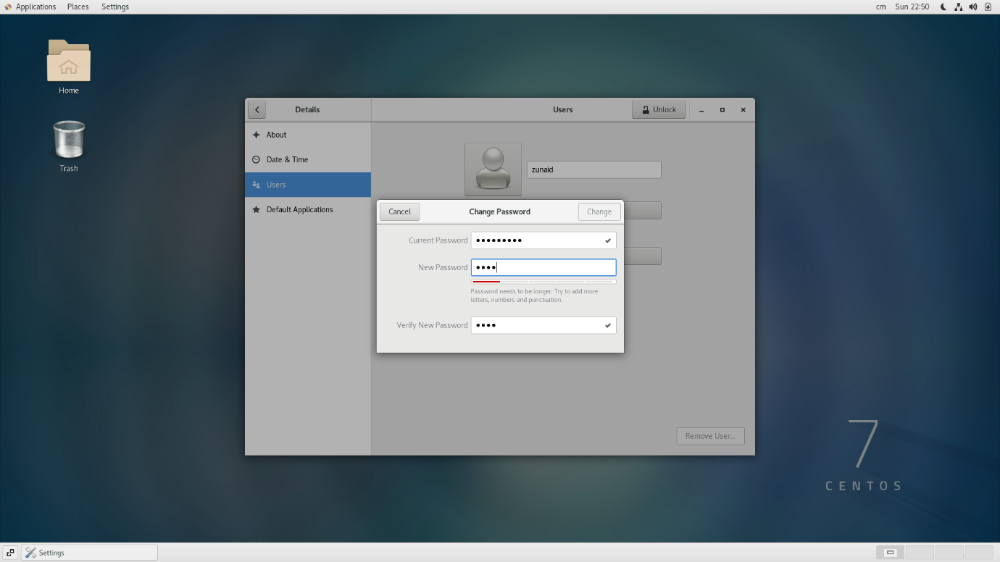 Applications Places Settings
cm Sun 22:50
Home
Trash
Details
Users
Unlock
About
Date & Time
Users
Default Applications
zunaid
Cancel
Change Password
Change
Current Password ●●●●●●●●●
New Password ●●●●
Password needs to be longer. Try to add more
letters, numbers and punctuation.
Verify New Password ●●●●
Remove User...
7
CENTOS
Settings